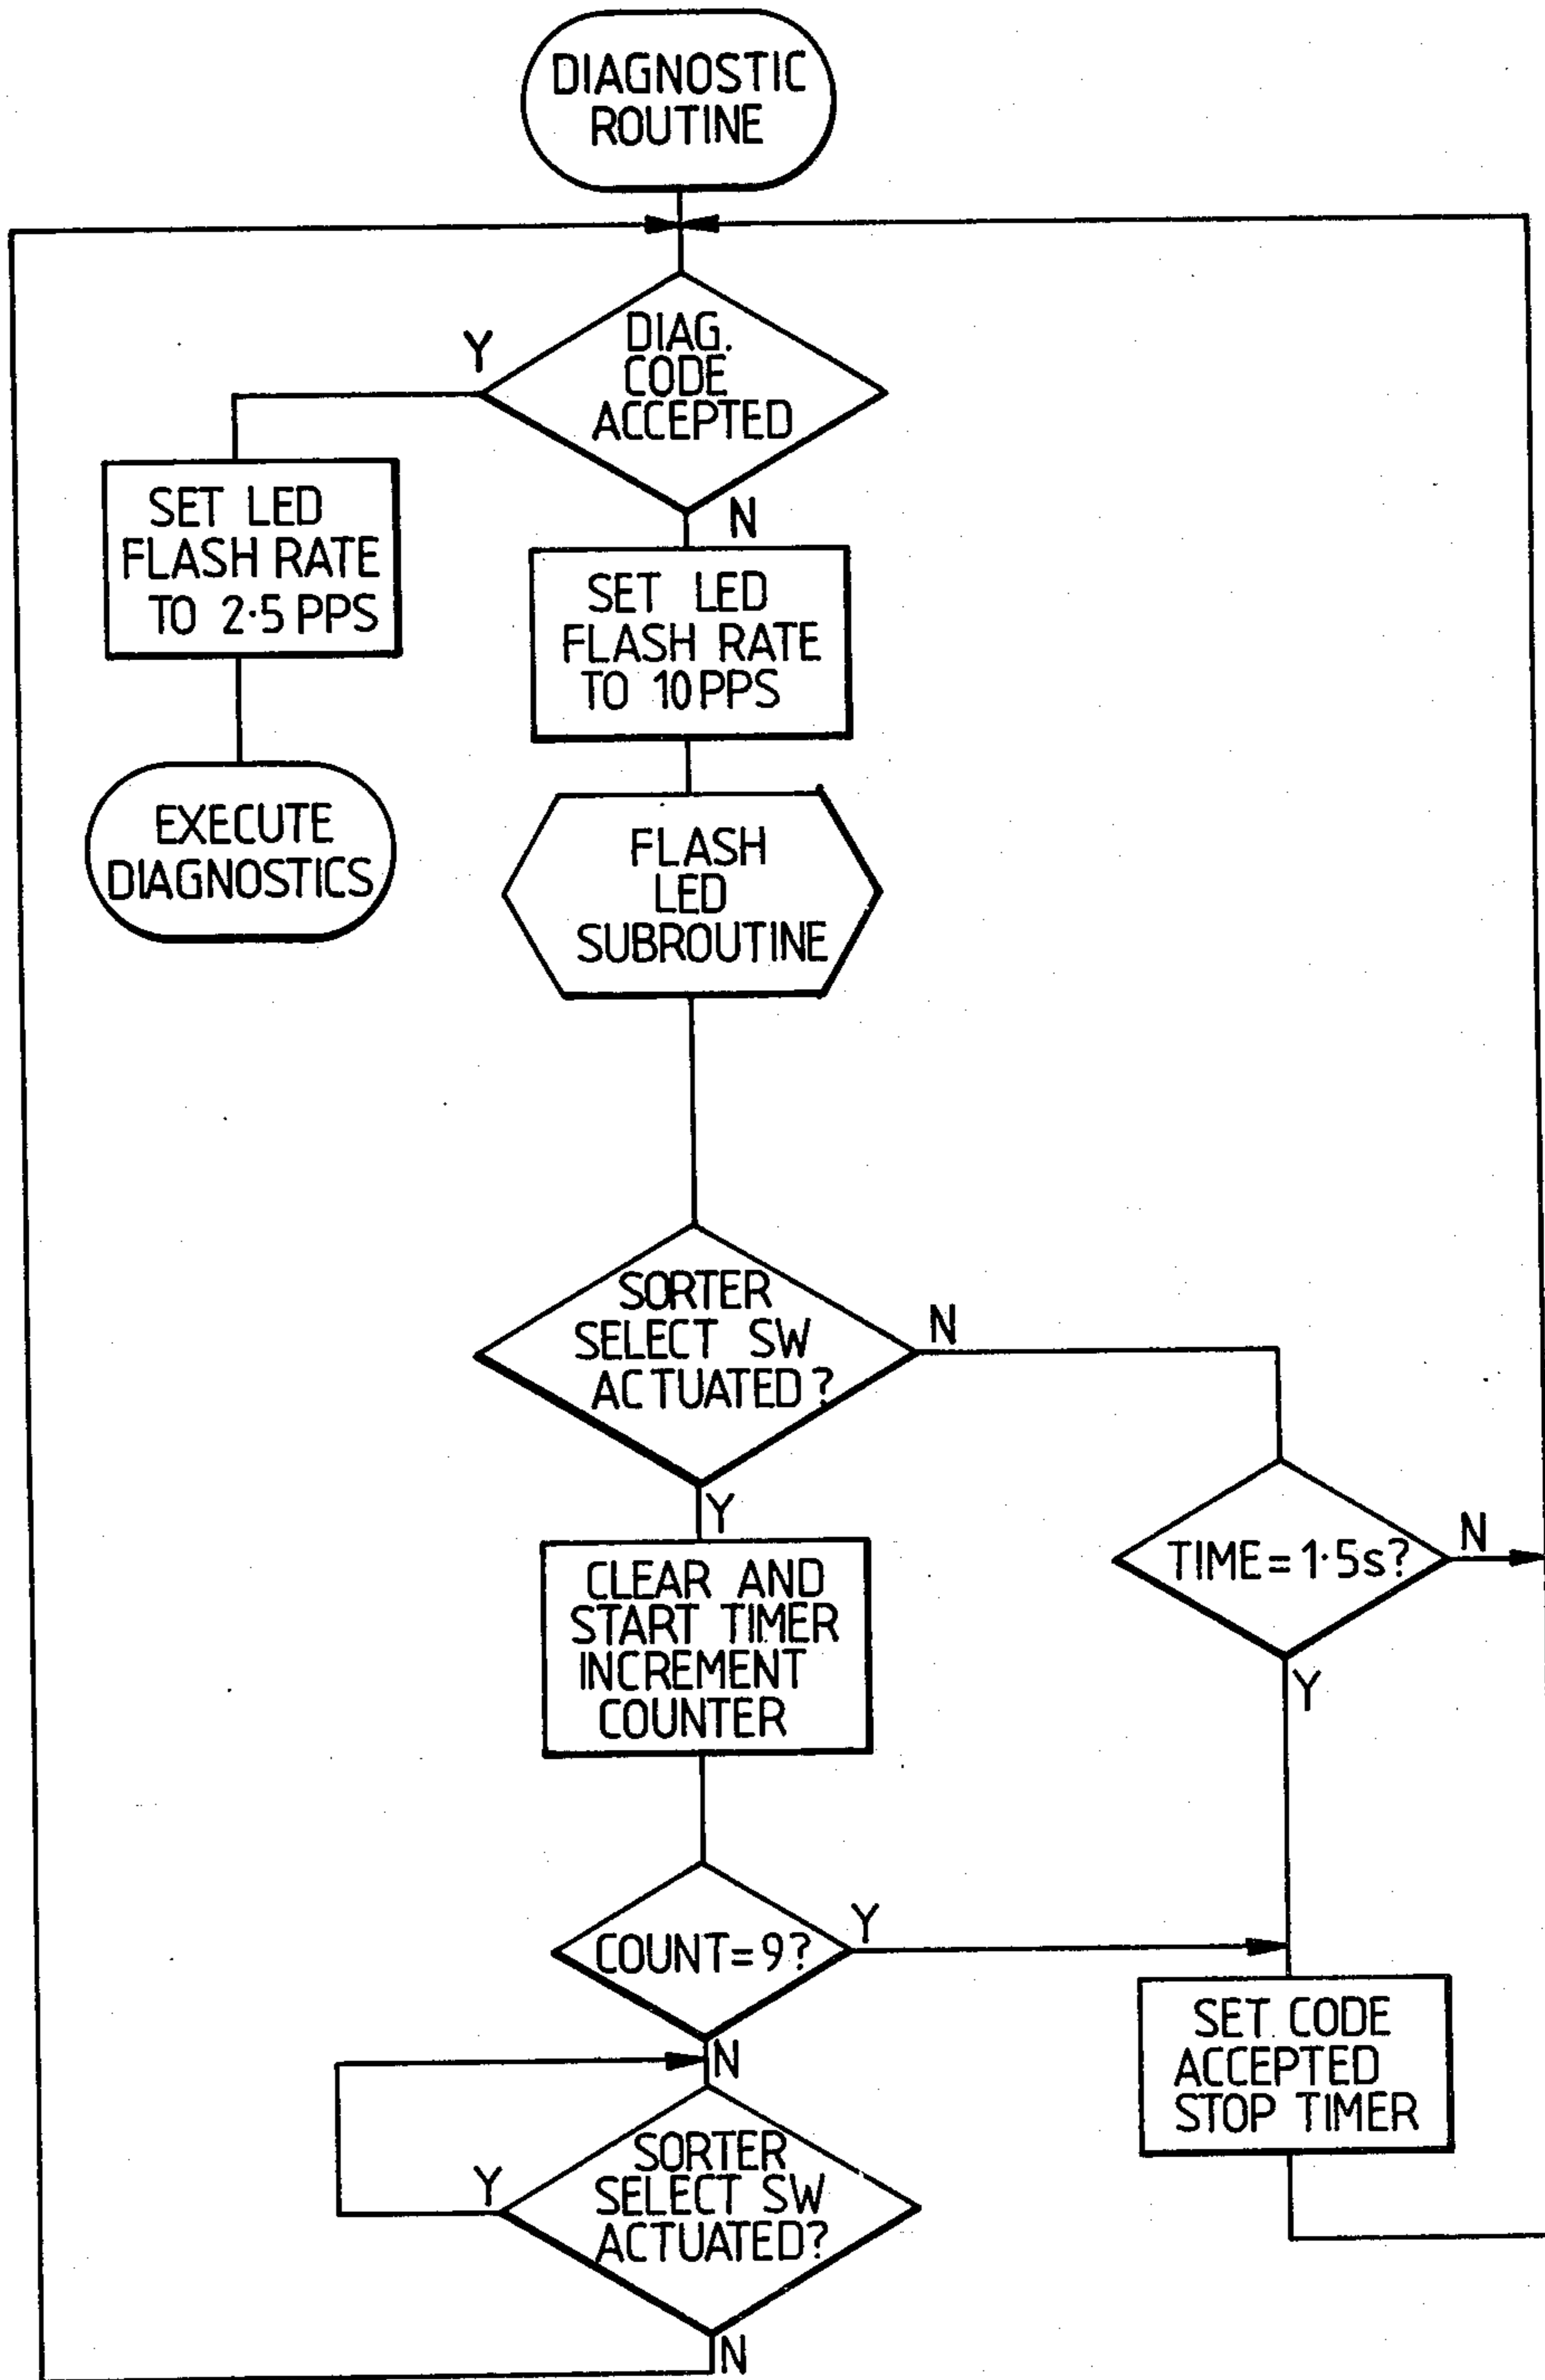 DIAGNOSTIC
ROUTINE
DIAG.
CODE
ACCEPTED
Y
N
SET LED
FLASH RATE
TO 2·5 PPS
SET LED
FLASH RATE
TO 10 PPS
EXECUTE
DIAGNOSTICS
FLASH
LED
SUBROUTINE
SORTER
SELECT SW
ACTUATED?
N
Y
TIME=1·5s?
N
Y
CLEAR AND
START TIMER
INCREMENT
COUNTER
COUNT=9?
Y
N
SET CODE
ACCEPTED
STOP TIMER
SORTER
SELECT SW
ACTUATED?
Y
N